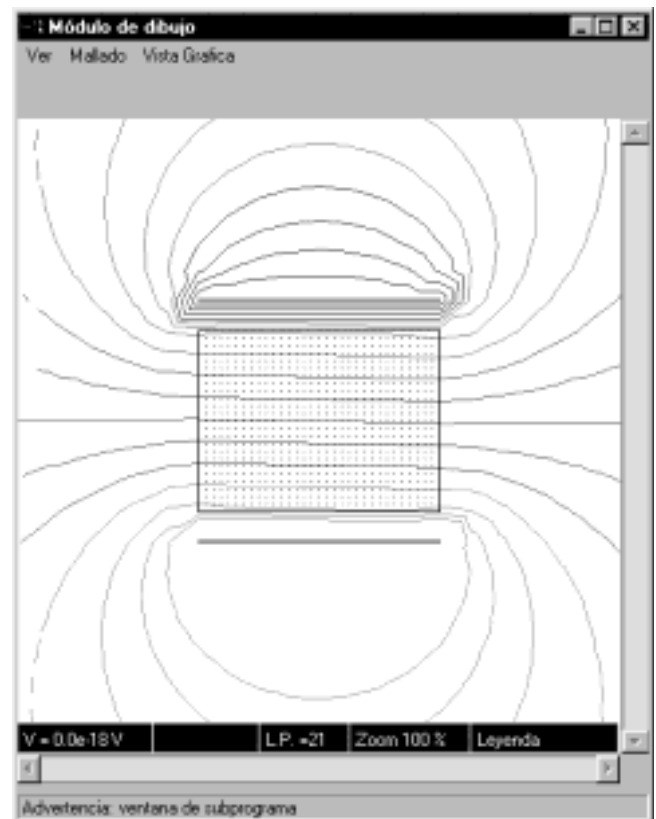 Módulo de dibujo
Ver Mallado Vista Grafica
V = 0.0e-18 V L.P. =21 Zoom 100 % Leyenda
Advertencia: ventana de subprograma